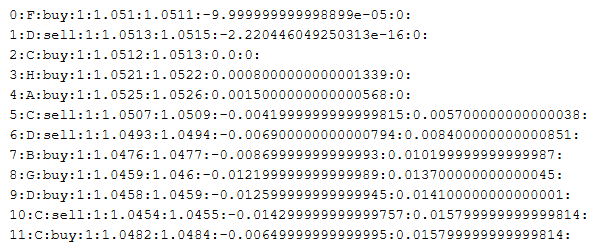 0:F:buy:1:1.051:1.0511:-9.999999999998899e-05:0:
1:D:sell:1:1.0513:1.0515:-2.220446049250313e-16:0:
2:C:buy:1:1.0512:1.0513:0.0:0:
3:H:buy:1:1.0521:1.0522:0.0008000000000001339:0:
4:A:buy:1:1.0525:1.0526:0.0015000000000000568:0:
5:C:sell:1:1.0507:1.0509:-0.0041999999999999815:0.005700000000000038:
6:D:sell:1:1.0493:1.0494:-0.006900000000000794:0.008400000000000851:
7:B:buy:1:1.0476:1.0477:-0.00869999999999993:0.010199999999999987:
8:G:buy:1:1.0459:1.046:-0.012199999999999989:0.013700000000000045:
9:D:buy:1:1.0458:1.0459:-0.012599999999999945:0.014100000000000001:
10:C:sell:1:1.0454:1.0455:-0.014299999999999757:0.015799999999999814:
11:C:buy:1:1.0482:1.0484:-0.00649999999999995:0.015799999999999814: